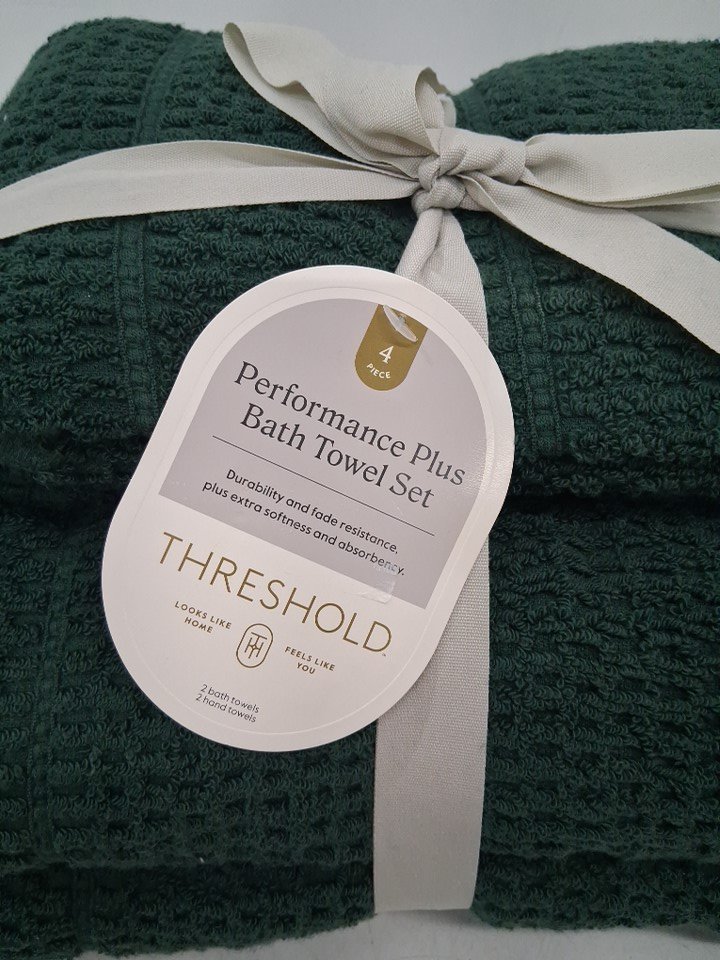 4
PIECE
Performance Plus
Bath Towel Set
Durability and fade resistance,
plus extra softness and absorbency.
THRESHOLD™
LOOKS LIKE
HOME
FEELS LIKE
YOU
2 bath towels
2 hand towels